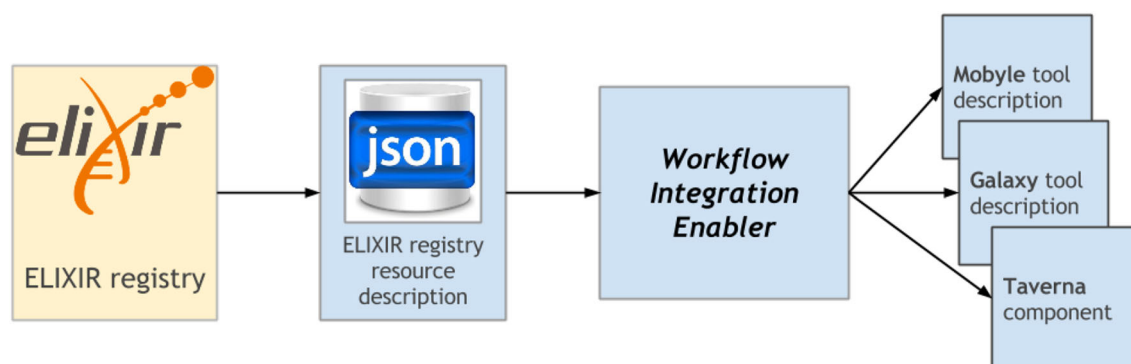 elixir
ELIXIR registry
json
ELIXIR registry
resource
description
Workflow
Integration
Enabler
Mobyle tool
description
Galaxy tool
description
Taverna
component